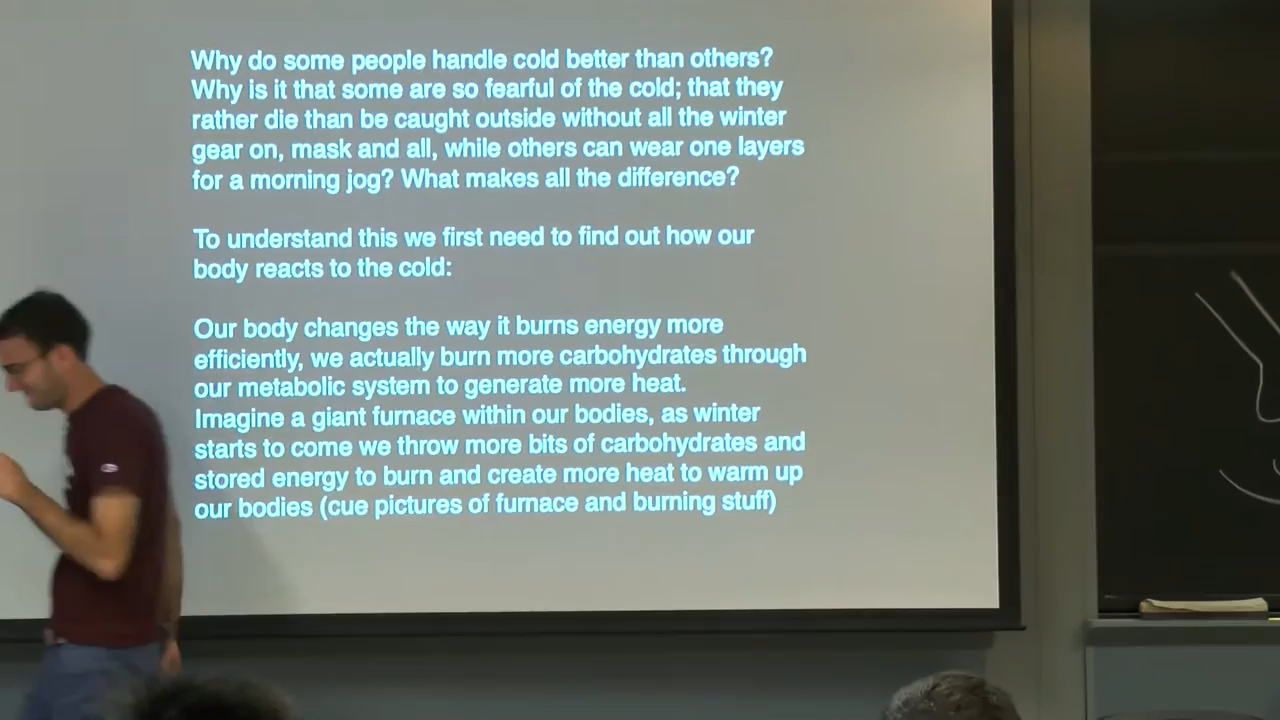 Why do some people handle cold better than others?
Why is it that some are so fearful of the cold; that they
rather die than be caught outside without all the winter
gear on, mask and all, while others can wear one layers
for a morning jog? What makes all the difference?
To understand this we first need to find out how our
body reacts to the cold:
Our body changes the way it burns energy more
efficiently, we actually burn more carbohydrates through
our metabolic system to generate more heat.
Imagine a giant furnace within our bodies, as winter
starts to come we throw more bits of carbohydrates and
stored energy to burn and create more heat to warm up
our bodies (cue pictures of furnace and burning stuff)